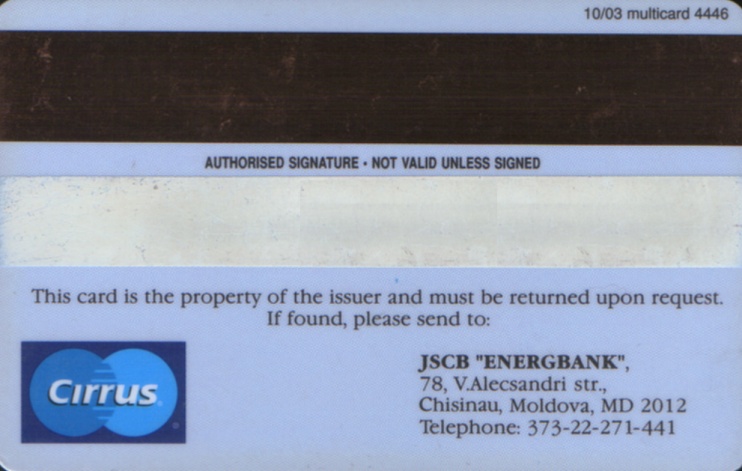 10/03 multicard 4446
AUTHORISED SIGNATURE • NOT VALID UNLESS SIGNED
This card is the property of the issuer and must be returned upon request.
If found, please send to:
Cirrus
JSCB "ENERGBANK",
78, V.Alecsandri str.,
Chisinau, Moldova, MD 2012
Telephone: 373-22-271-441